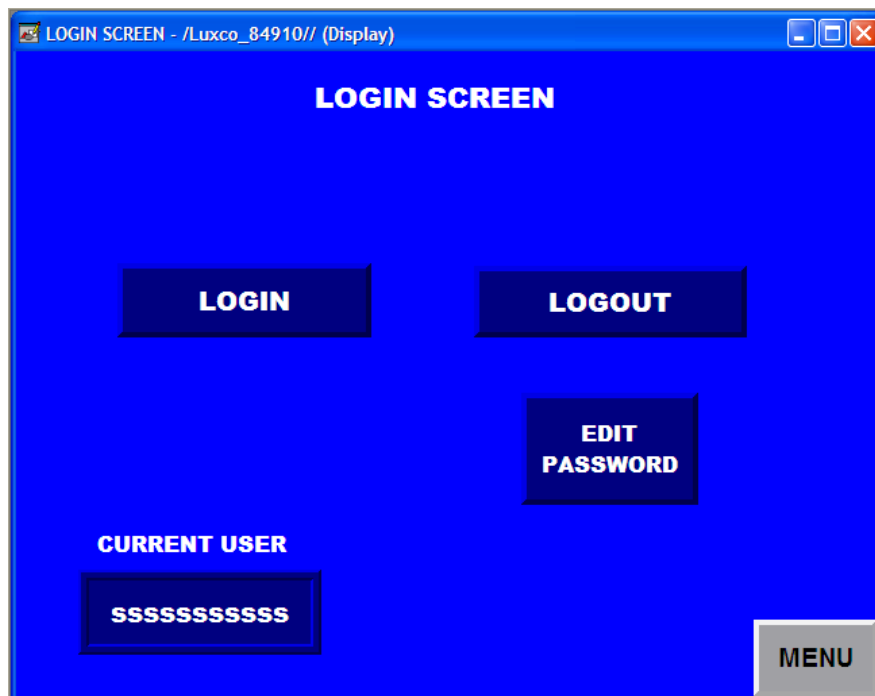 LOGIN SCREEN - /Luxco_84910// (Display)
LOGIN SCREEN
LOGIN
LOGOUT
EDIT
PASSWORD
CURRENT USER
SSSSSSSSSSS
MENU